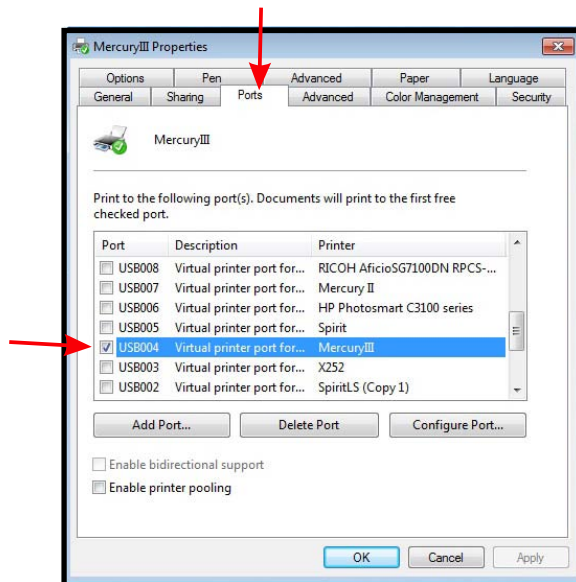 MercuryIII Properties
Options Pen Advanced Paper Language
General Sharing Ports Advanced Color Management Security
MercuryIII
Print to the following port(s). Documents will print to the first free
checked port.
Port Description Printer
USB008 Virtual printer port for... RICOH AficioSG7100DN RPCS-...
USB007 Virtual printer port for... Mercury II
USB006 Virtual printer port for... HP Photosmart C3100 series
USB005 Virtual printer port for... Spirit
USB004 Virtual printer port for... MercuryIII
USB003 Virtual printer port for... X252
USB002 Virtual printer port for... SpiritLS (Copy 1)
Add Port... Delete Port Configure Port...
Enable bidirectional support
Enable printer pooling
OK Cancel Apply